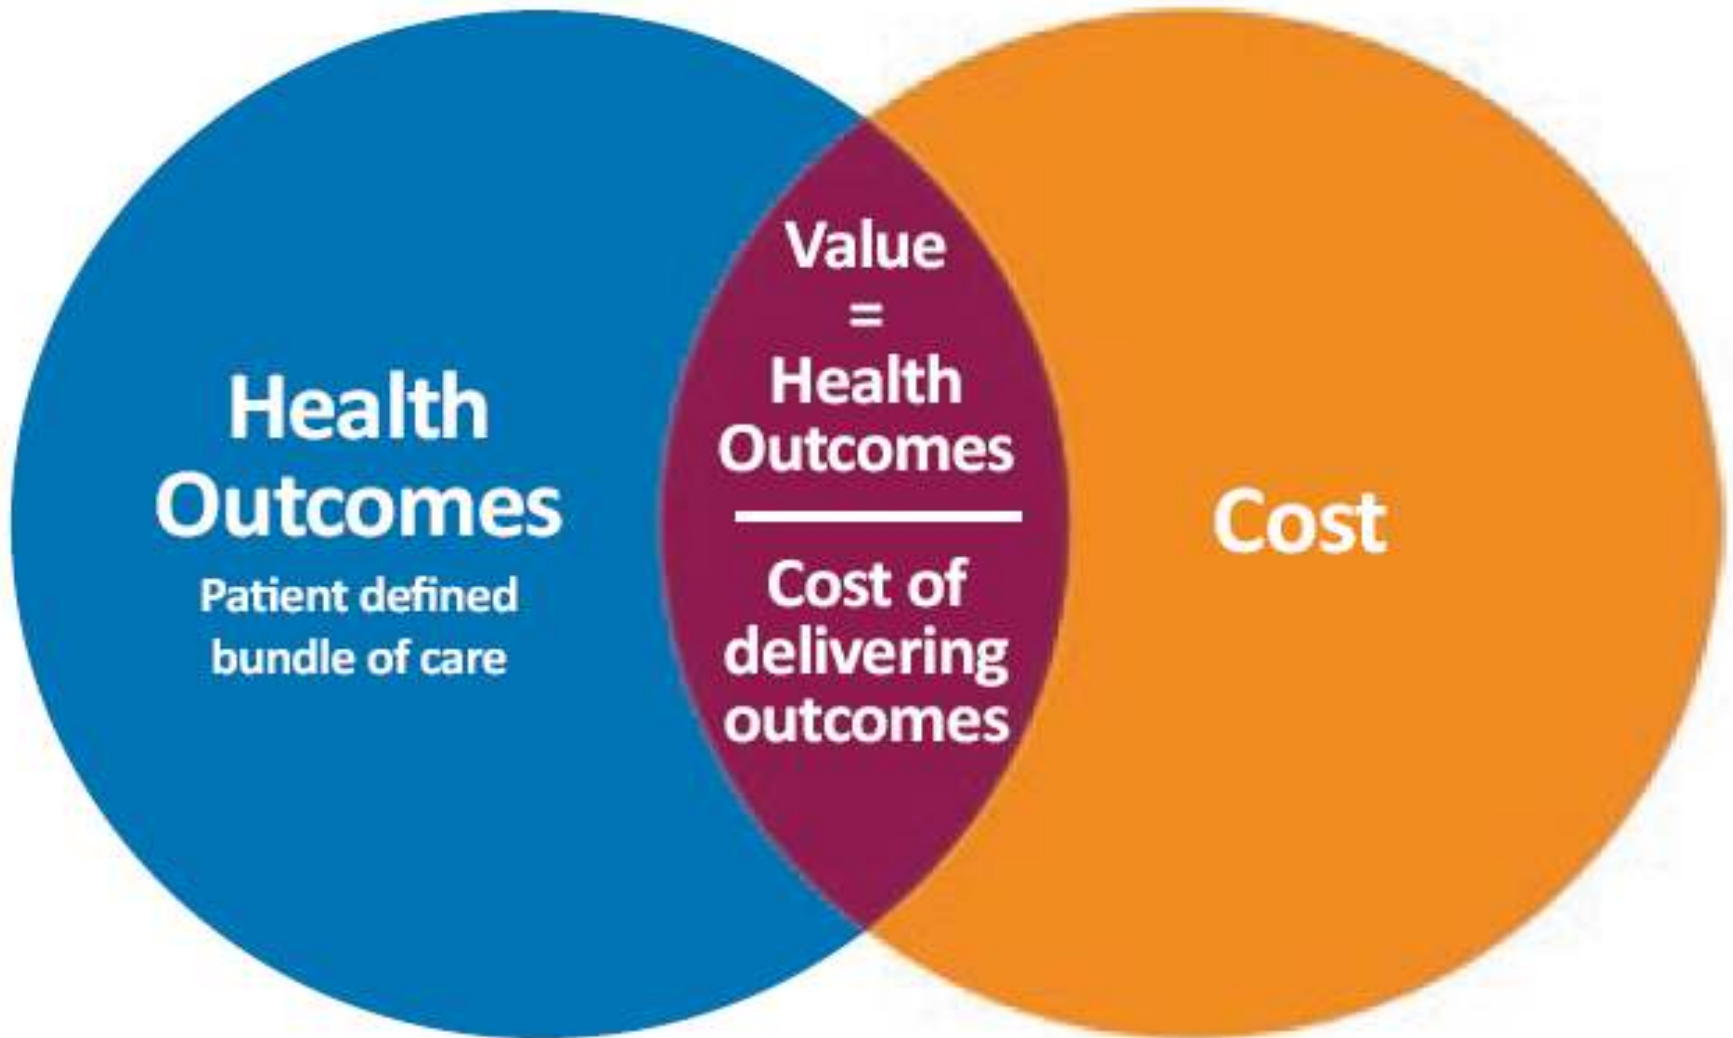 Health
Outcomes
Patient defined
bundle of care
Value
=
Health
Outcomes
Cost of
delivering
outcomes
Cost